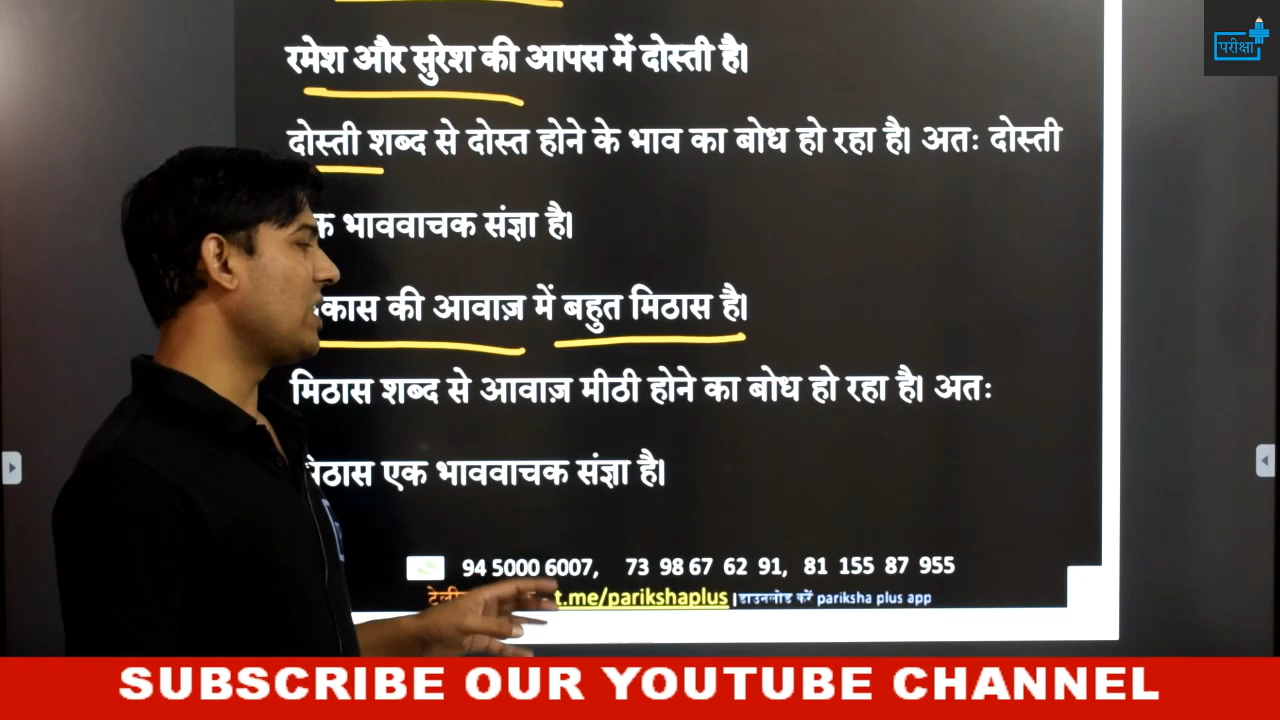 परीक्षा
रमेश और सुरेश की आपस में दोस्ती है।
दोस्ती शब्द से दोस्त होने के भाव का बोध हो रहा है। अतः दोस्ती
भाववाचक संज्ञा है।
की आवाज़ में बहुत मिठास है।
मिठास शब्द से आवाज़ मीठी होने का बोध हो रहा है। अतः
एक भाववाचक संज्ञा है।
94 5000 6007, 73 98 67 62 91, 81 155 87 955
t.me/parikshaplus | डाउनलोड करें pariksha plus app
SUBSCRIBE OUR YOUTUBE CHANNEL